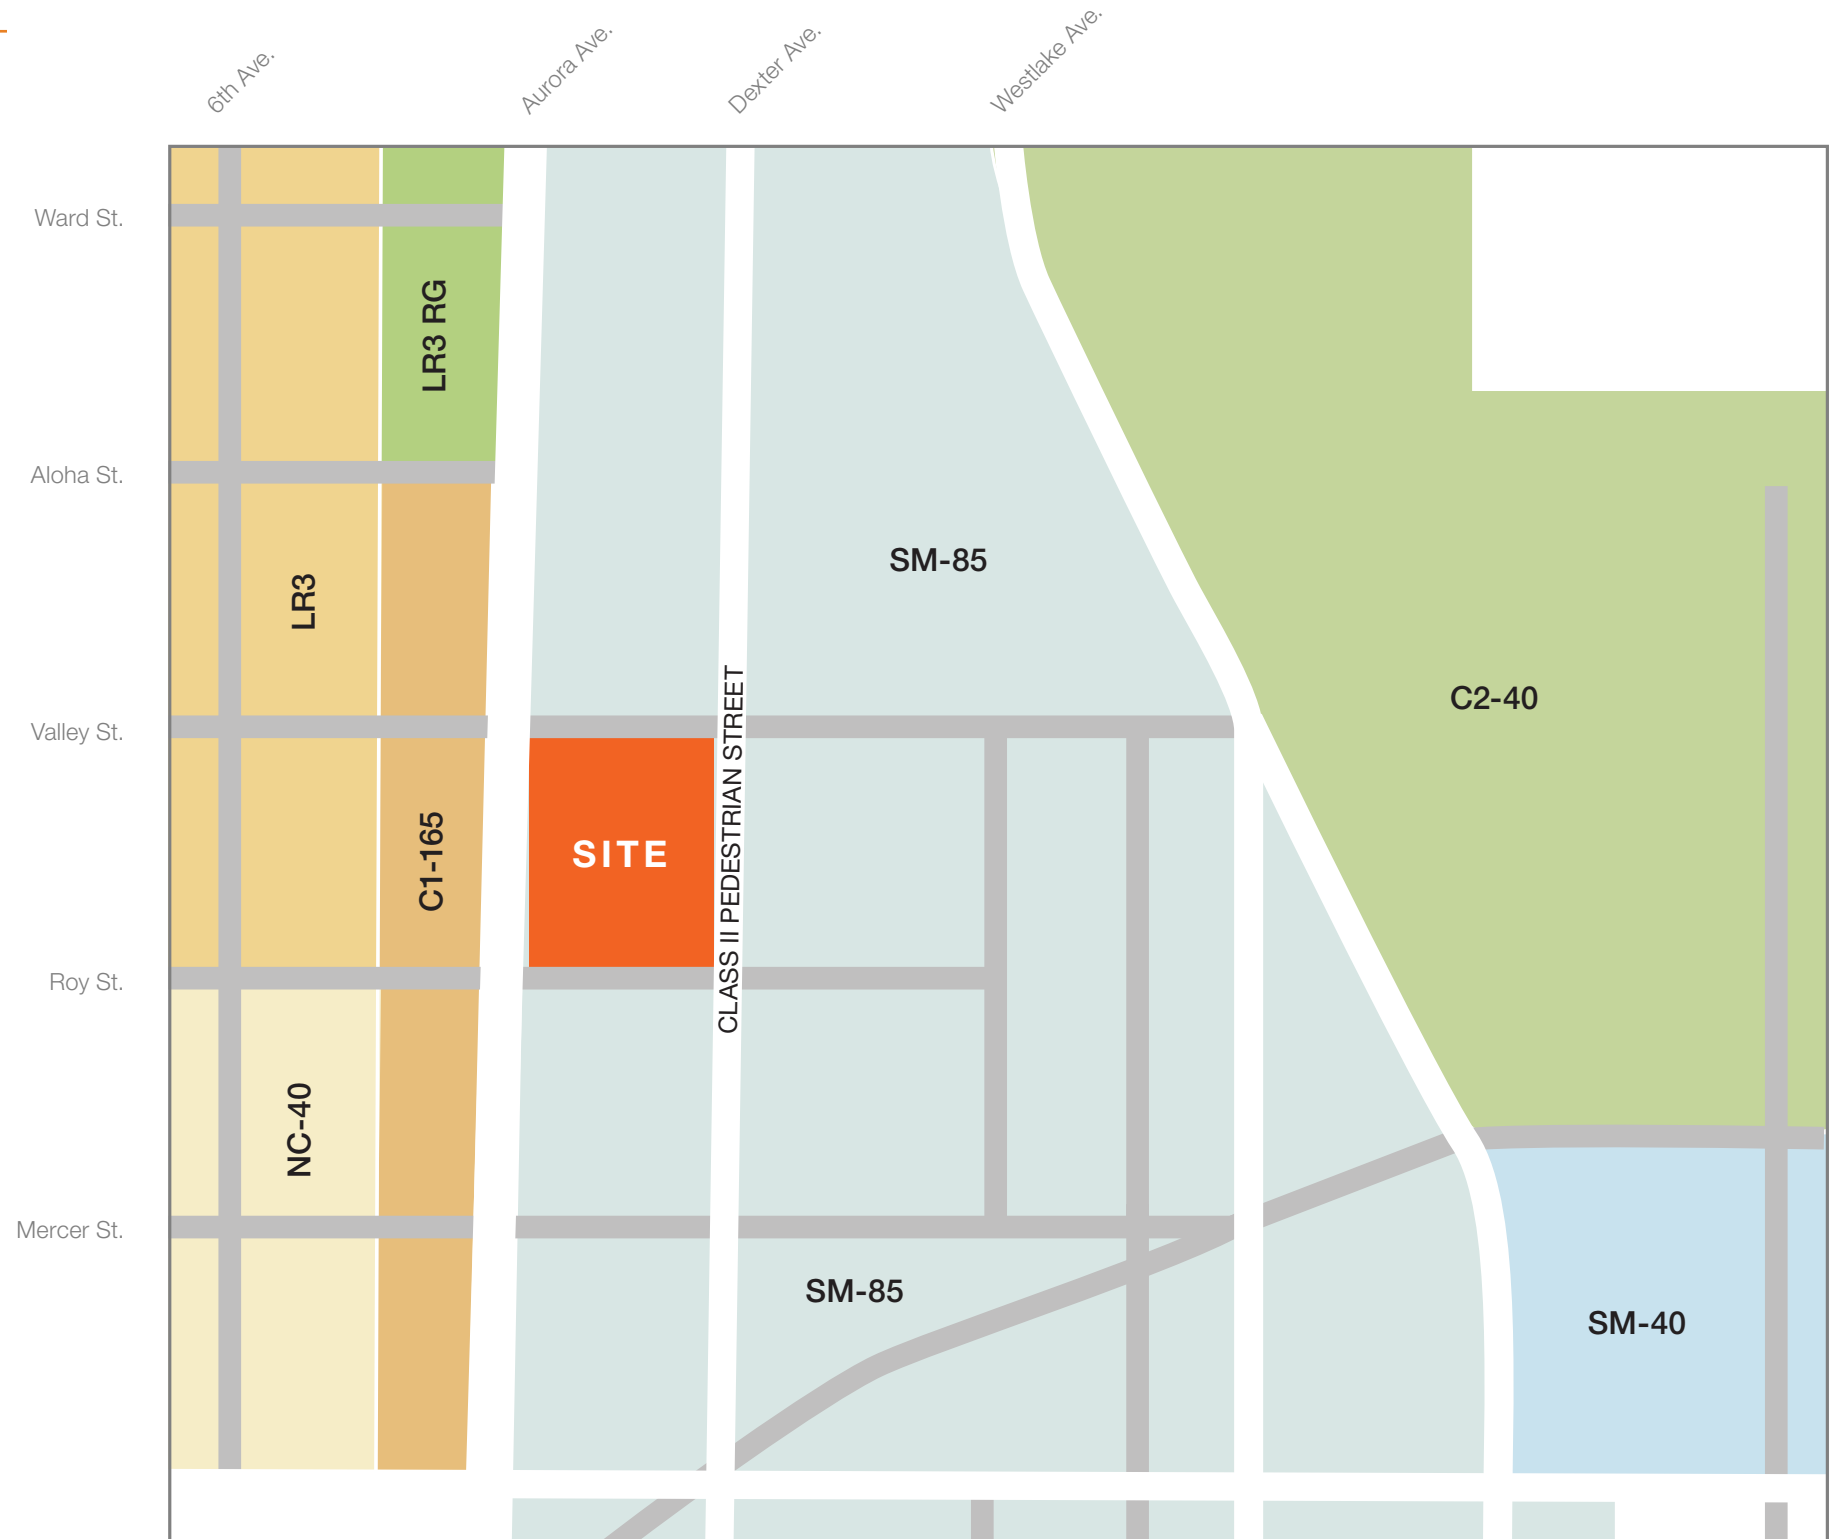 6th Ave.
Aurora Ave.
Dexter Ave.
Westlake Ave.
Ward St.
LR3 RG
Aloha St.
SM-85
LR3
C2-40
Valley St.
CLASS II PEDESTRIAN STREET
C1-165
SITE
Roy St.
NC-40
Mercer St.
SM-85
SM-40